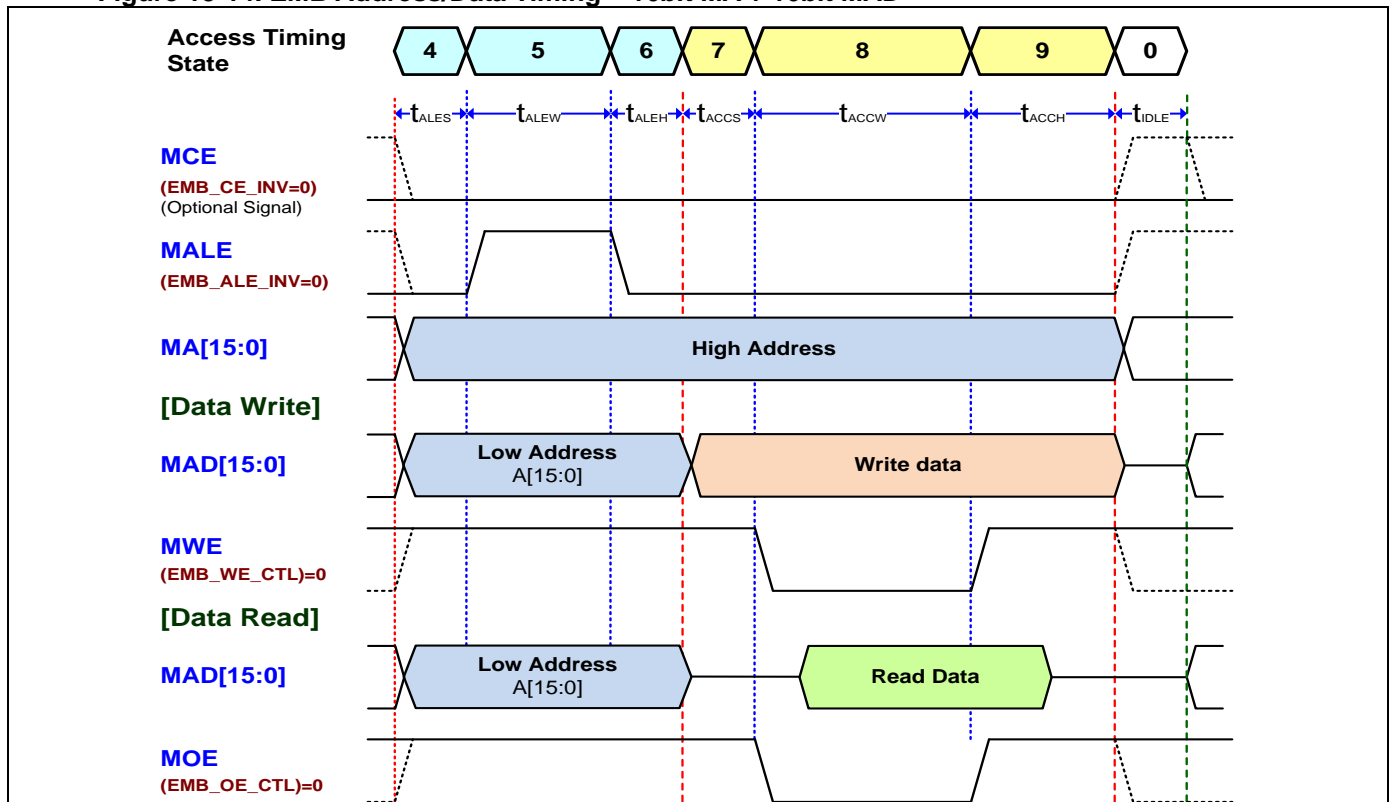 Access Timing
State
4 5 6 7 8 9 0
tALES tALEW tALEH tACCS tACCW tACCH tIDLE
MCE
(EMB_CE_INV=0)
(Optional Signal)
MALE
(EMB_ALE_INV=0)
MA[15:0]
High Address
[Data Write]
MAD[15:0]
Low Address
A[15:0]
Write data
MWE
(EMB_WE_CTL)=0
[Data Read]
MAD[15:0]
Low Address
A[15:0]
Read Data
MOE
(EMB_OE_CTL)=0